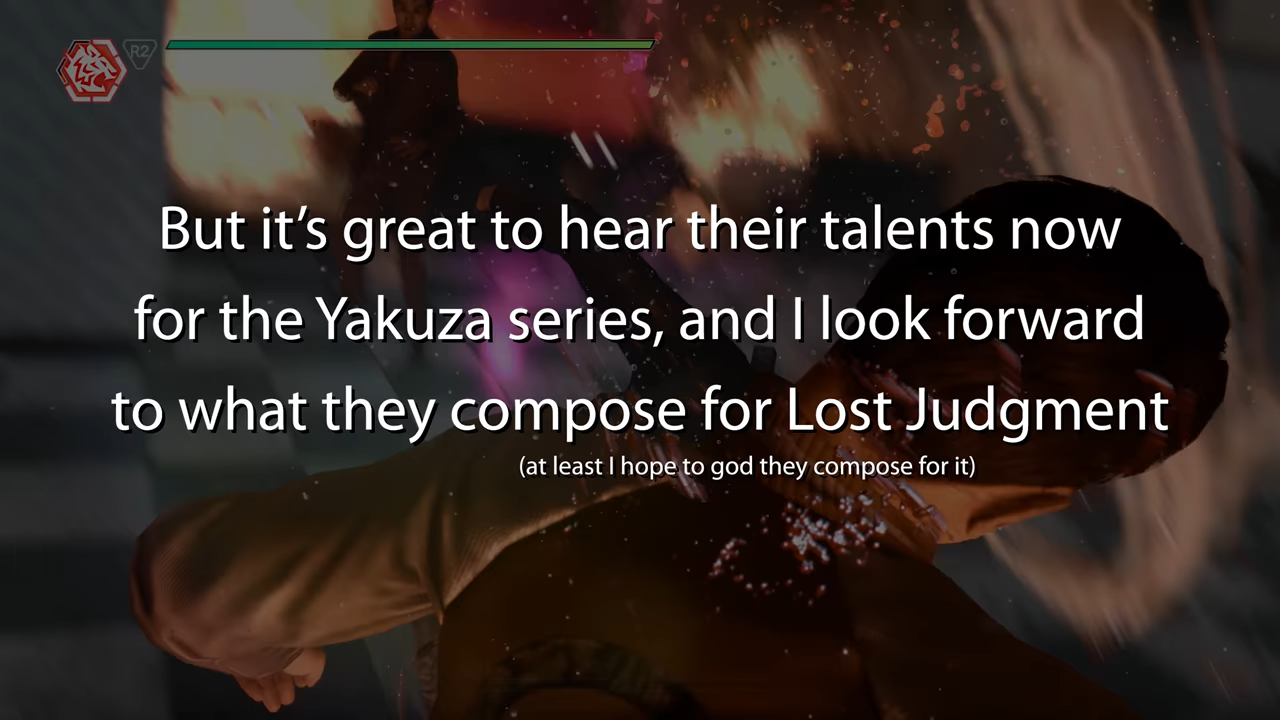 R2
But it’s great to hear their talents now
for the Yakuza series, and I look forward
to what they compose for Lost Judgment
(at least I hope to god they compose for it)